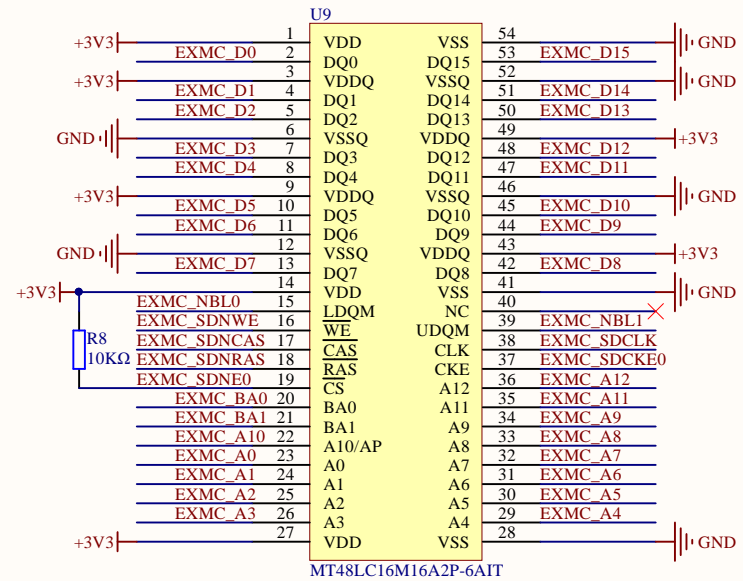 U9
+3V3 1 VDD VSS 54 GND
EXMC_D0 2 DQ0 DQ15 53 EXMC_D15
+3V3 3 VDDQ VSSQ 52 GND
EXMC_D1 4 DQ1 DQ14 51 EXMC_D14
EXMC_D2 5 DQ2 DQ13 50 EXMC_D13
GND 6 VSSQ VDDQ 49 +3V3
EXMC_D3 7 DQ3 DQ12 48 EXMC_D12
EXMC_D4 8 DQ4 DQ11 47 EXMC_D11
+3V3 9 VDDQ VSSQ 46 GND
EXMC_D5 10 DQ5 DQ10 45 EXMC_D10
EXMC_D6 11 DQ6 DQ9 44 EXMC_D9
GND 12 VSSQ VDDQ 43 +3V3
EXMC_D7 13 DQ7 DQ8 42 EXMC_D8
+3V3 14 VDD VSS 41 GND
EXMC_NBL0 15 LDQM NC 40
EXMC_SDNWE 16 WE UDQM 39 EXMC_NBL1
R8 EXMC_SDNCAS 17 CAS CLK 38 EXMC_SDCLK
10KΩ EXMC_SDNRAS 18 RAS CKE 37 EXMC_SDCKE0
EXMC_SDNE0 19 CS A12 36 EXMC_A12
EXMC_BA0 20 BA0 A11 35 EXMC_A11
EXMC_BA1 21 BA1 A9 34 EXMC_A9
EXMC_A10 22 A10/AP A8 33 EXMC_A8
EXMC_A0 23 A0 A7 32 EXMC_A7
EXMC_A1 24 A1 A6 31 EXMC_A6
EXMC_A2 25 A2 A5 30 EXMC_A5
EXMC_A3 26 A3 A4 29 EXMC_A4
+3V3 27 VDD VSS 28 GND
MT48LC16M16A2P-6AIT